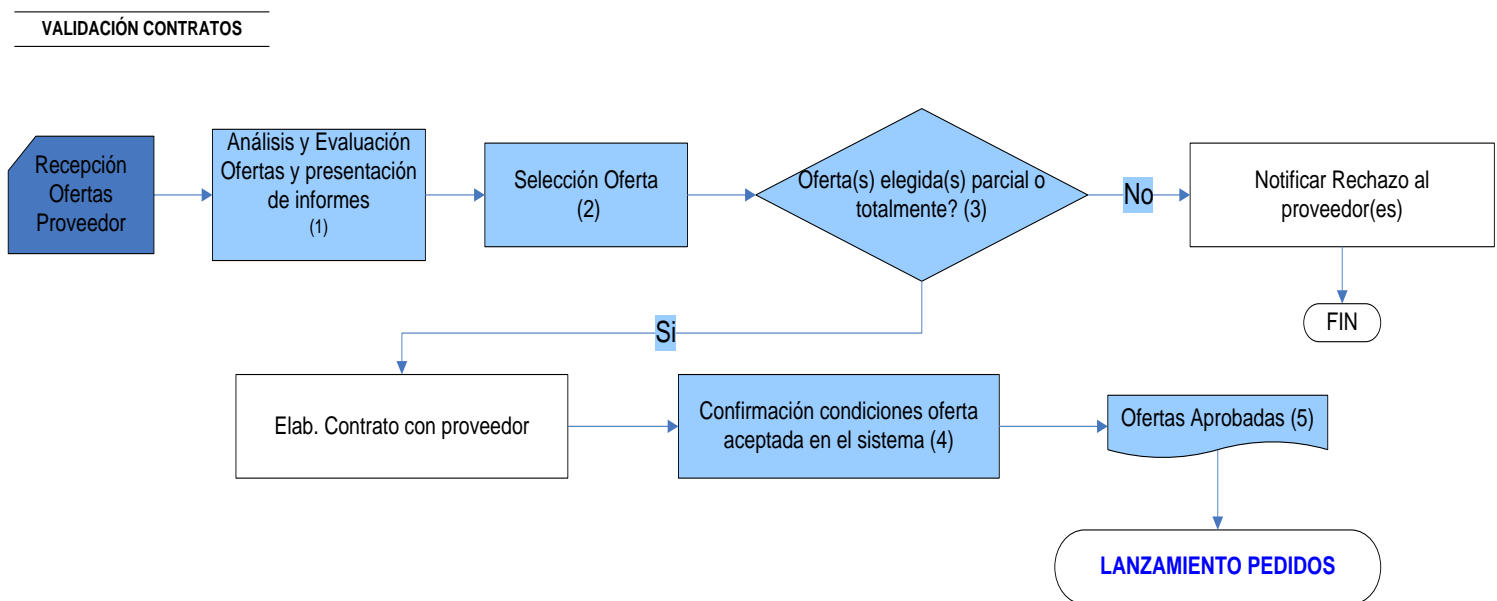 VALIDACIÓN CONTRATOS
Recepción
Ofertas
Proveedor
Análisis y Evaluación
Ofertas y presentación
de informes
(1)
Selección Oferta
(2)
Oferta(s) elegida(s) parcial o
totalmente? (3)
No
Notificar Rechazo al
proveedor(es)
FIN
Si
Elab. Contrato con proveedor
Confirmación condiciones oferta
aceptada en el sistema (4)
Ofertas Aprobadas (5)
LANZAMIENTO PEDIDOS